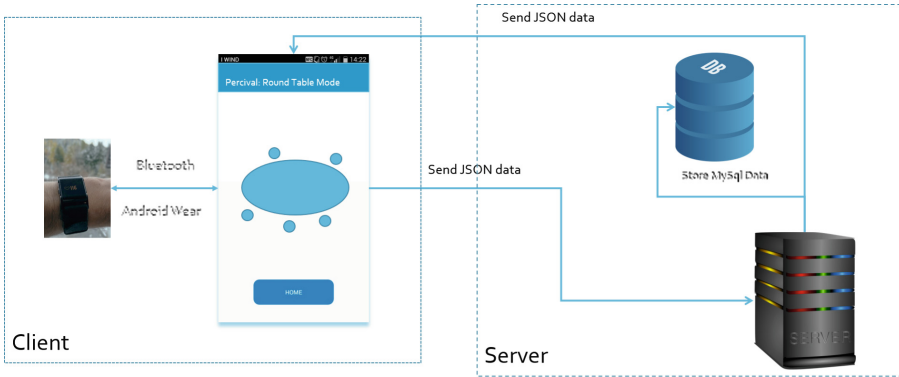 Send JSON data
I WIND 14:22
Percival: Round Table Mode
DB
Bluetooth
Send JSON data
Store MySql Data
Android Wear
HOME
SERVER
Client
Server